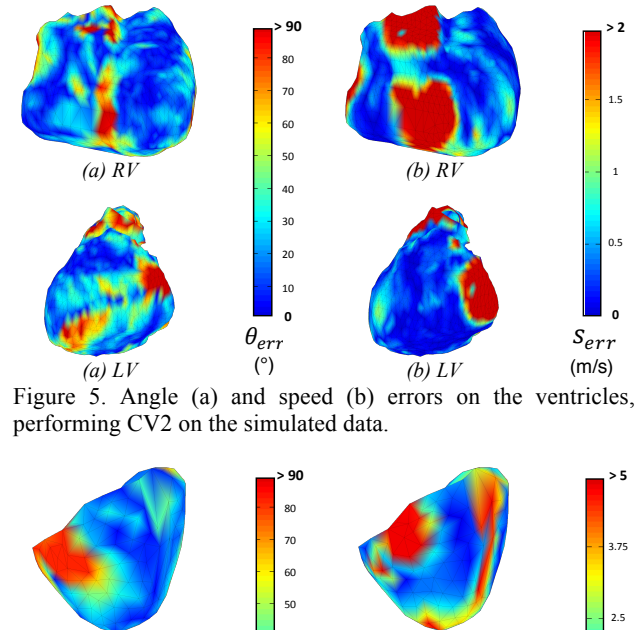 > 90
90
80
70
60
50
40
30
20
10
0
θerr
(°)
> 2
1.5
1
0.5
0
Serr
(m/s)
(a) RV
(b) RV
(a) LV
(b) LV
Figure 5. Angle (a) and speed (b) errors on the ventricles,
performing CV2 on the simulated data.
> 90
80
70
60
50
> 5
3.75
2.5